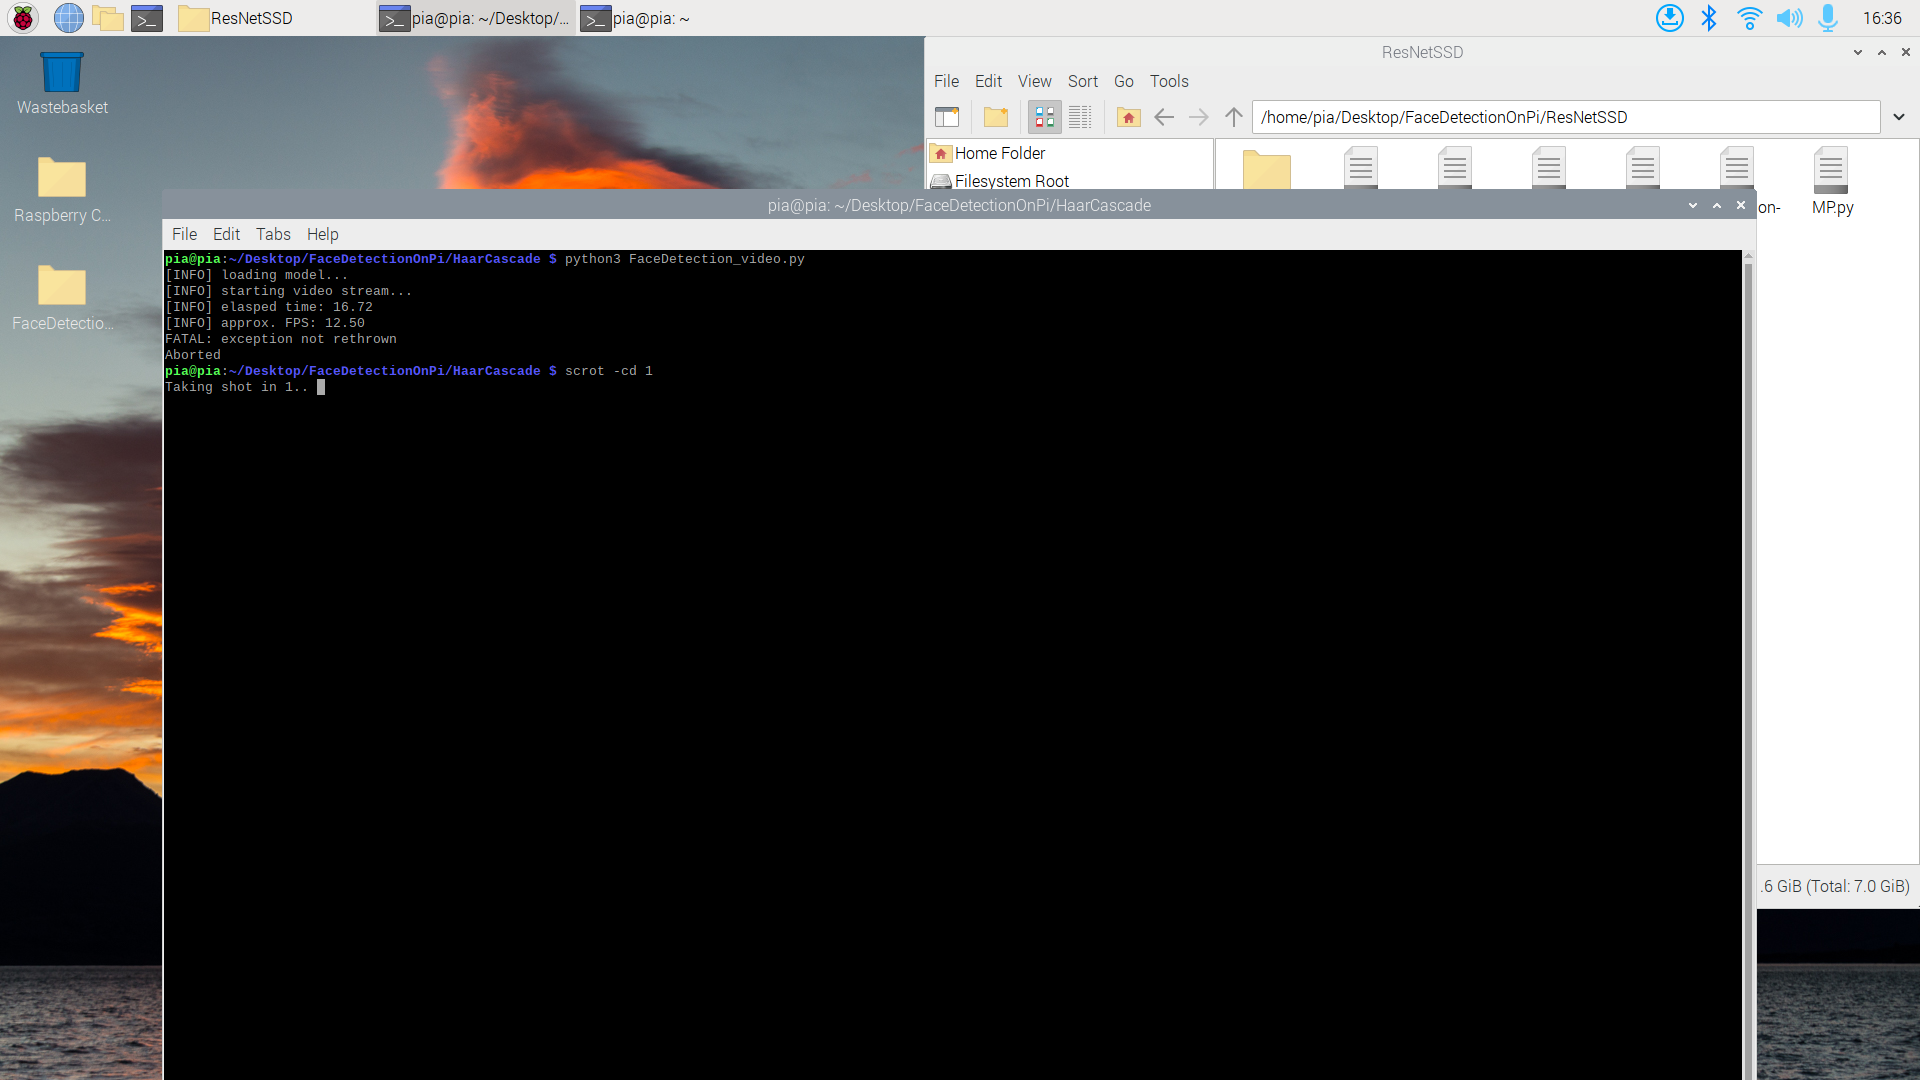 ResNetSSD
pia@pia: ~/Desktop/...
pia@pia: ~
16:36
Wastebasket
Raspberry C...
FaceDetectio...
ResNetSSD
File Edit View Sort Go Tools
/home/pia/Desktop/FaceDetectionOnPi/ResNetSSD
Home Folder
Filesystem Root
on-
MP.py
.6 GiB (Total: 7.0 GiB)
pia@pia: ~/Desktop/FaceDetectionOnPi/HaarCascade
File Edit Tabs Help
pia@pia:~/Desktop/FaceDetectionOnPi/HaarCascade $ python3 FaceDetection_video.py
[INFO] loading model...
[INFO] starting video stream...
[INFO] elasped time: 16.72
[INFO] approx. FPS: 12.50
FATAL: exception not rethrown
Aborted
pia@pia:~/Desktop/FaceDetectionOnPi/HaarCascade $ scrot -cd 1
Taking shot in 1..